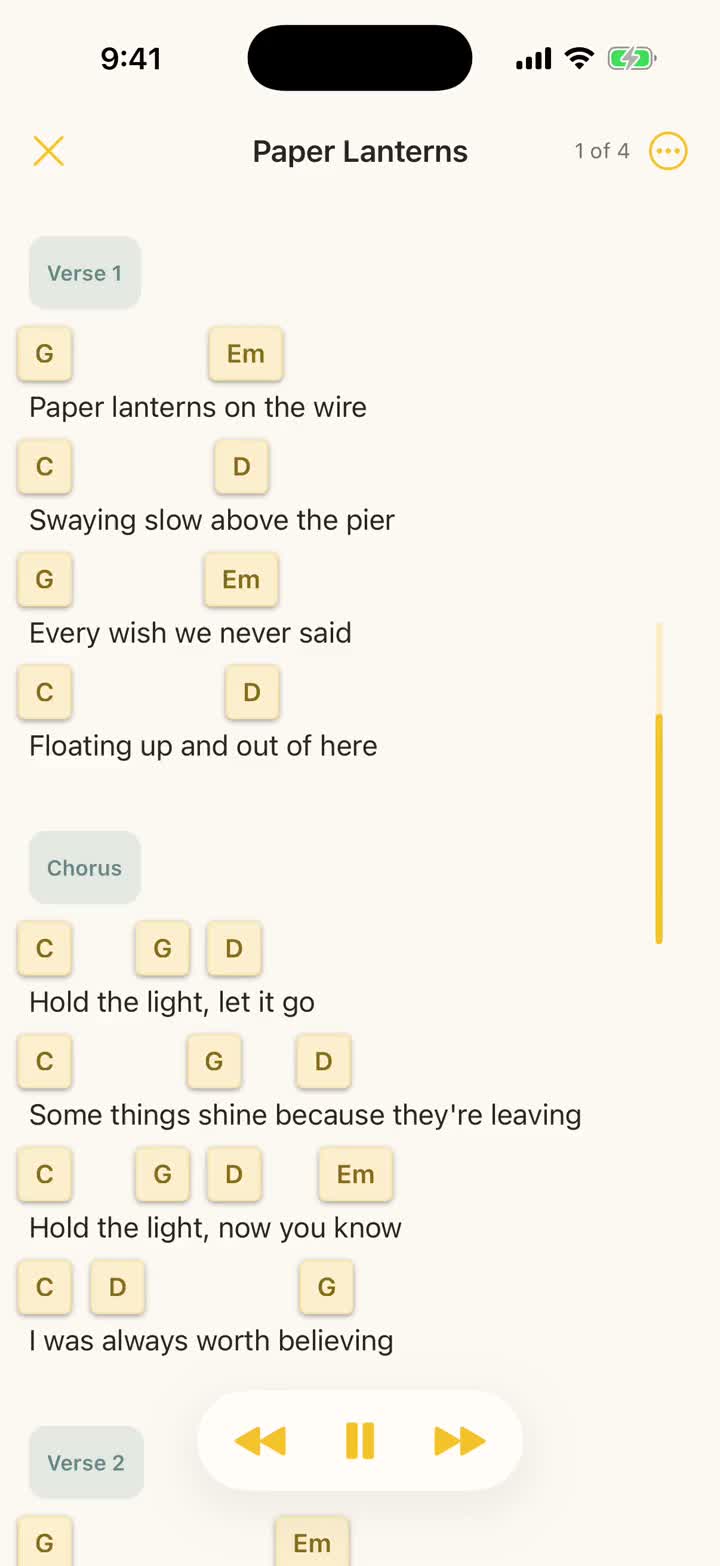 9:41
Paper Lanterns
1 of 4
Verse 1
G Em
Paper lanterns on the wire
C D
Swaying slow above the pier
G Em
Every wish we never said
C D
Floating up and out of here
Chorus
C G D
Hold the light, let it go
C G D
Some things shine because they're leaving
C G D Em
Hold the light, now you know
C D G
I was always worth believing
Verse 2
G Em